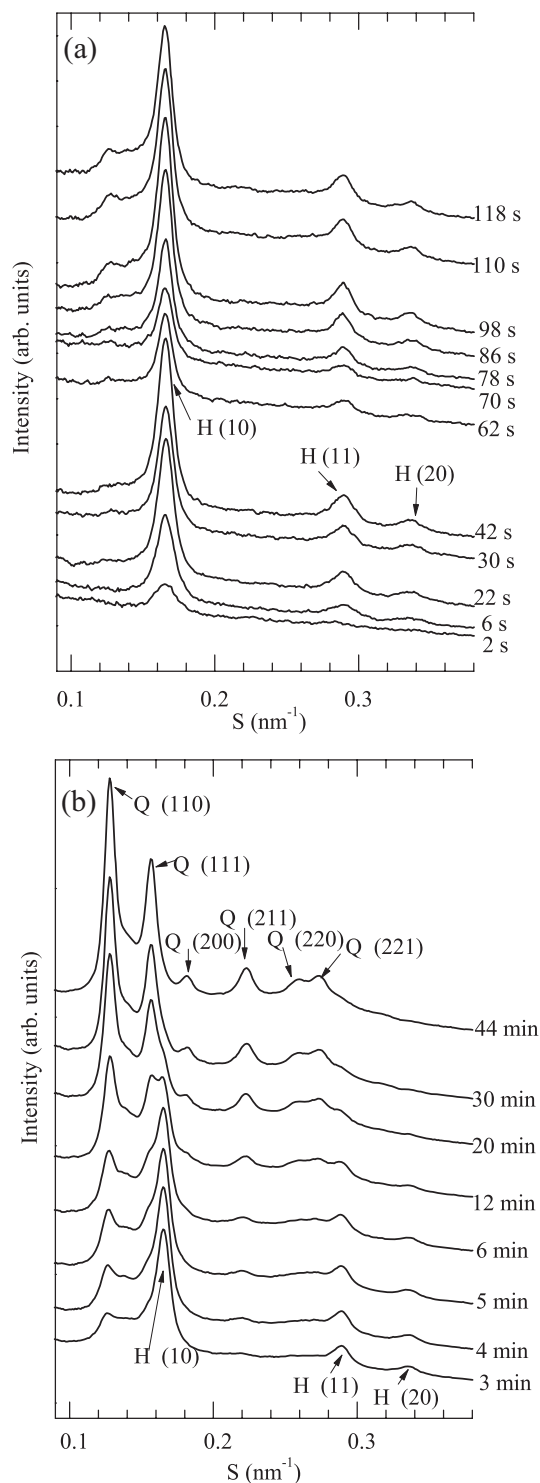 (a)
Intensity (arb. units)
118 s
110 s
98 s
86 s
78 s
70 s
62 s
H (10)
H (11)
H (20)
42 s
30 s
22 s
6 s
2 s
0.1 0.2 0.3
S (nm-1)
(b)
Intensity (arb. units)
Q (110)
Q (111)
Q (211)
Q (200)
Q (220)
Q (221)
44 min
30 min
20 min
12 min
6 min
5 min
4 min
3 min
H (10)
H (11)
H (20)
0.1 0.2 0.3
S (nm-1)